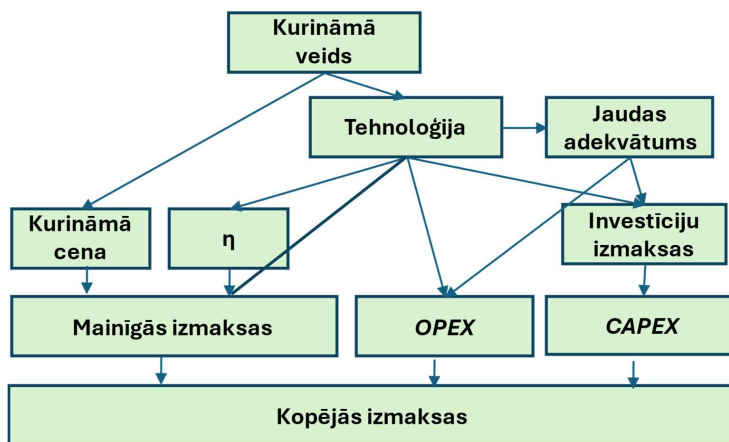 Kurināmā
veids
Tehnoloģija
Jaudas
adekvātums
Kurināmā
cena
η
Investīciju
izmaksas
Mainīgās izmaksas
OPEX
CAPEX
Kopējās izmaksas